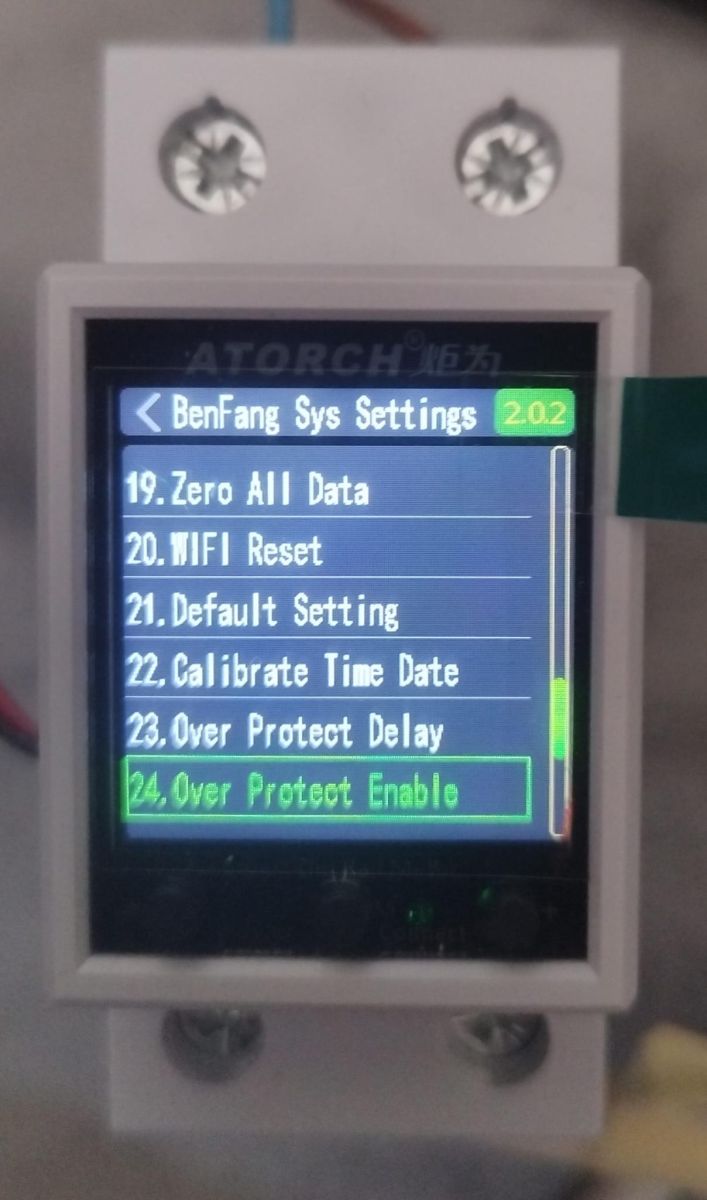 ATORCH® 炬为
BenFang Sys Settings 2.0.2
19.Zero All Data
20.WIFI Reset
21.Default Setting
22.Calibrate Time Date
23.Over Protect Delay
24.Over Protect Enable